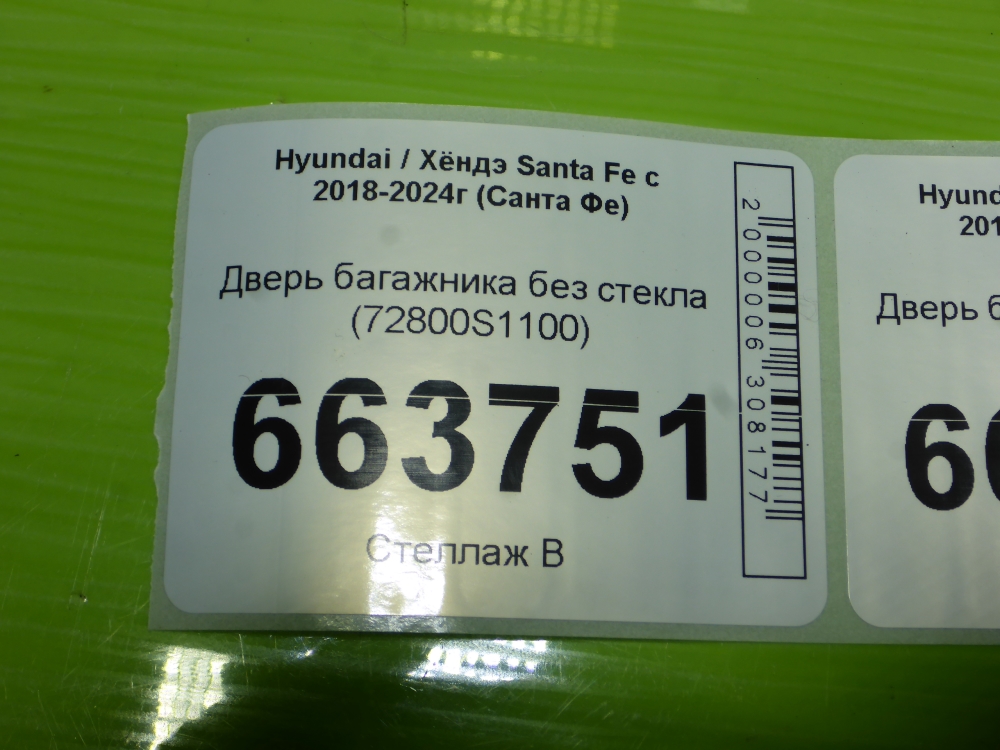 Hyundai / Хёндэ Santa Fe с
2018-2024г (Санта Фе)
Дверь багажника без стекла
(72800S1100)
663751
Стеллаж В
2000006308177
Hyund
201
Дверь б
66